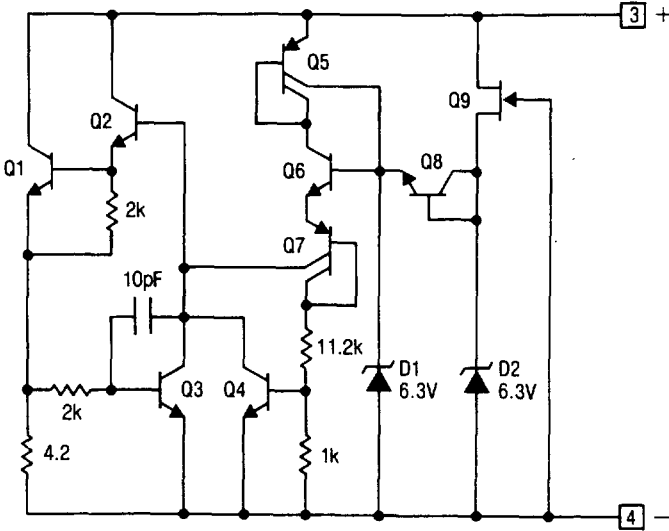 3 +
Q5
Q9
Q2
Q1
Q6
Q8
2k
Q7
10pF
11.2k
D1
6.3V
D2
6.3V
Q3
Q4
2k
4.2
1k
4 −